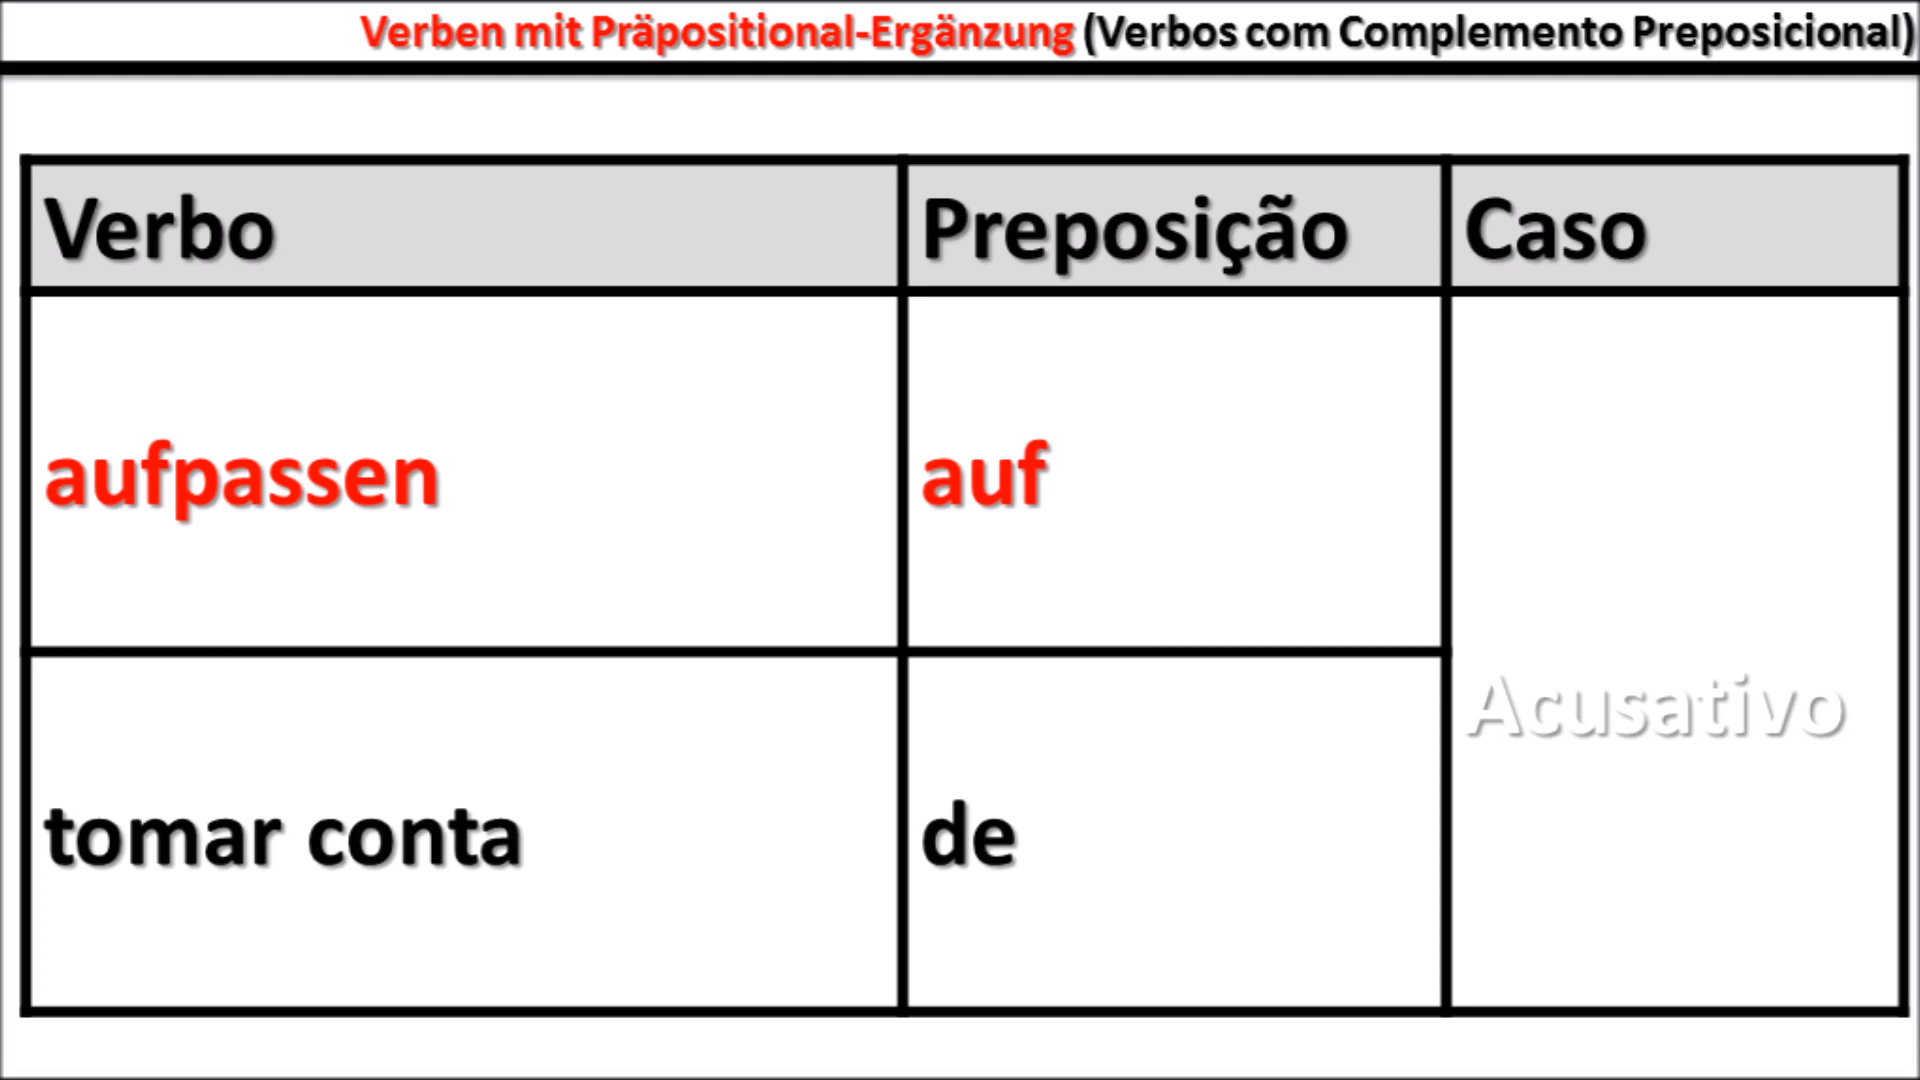 Verben mit Präpositional-Ergänzung (Verbos com Complemento Preposicional)
Verbo Preposição Caso
aufpassen auf
Acusativo
tomar conta de